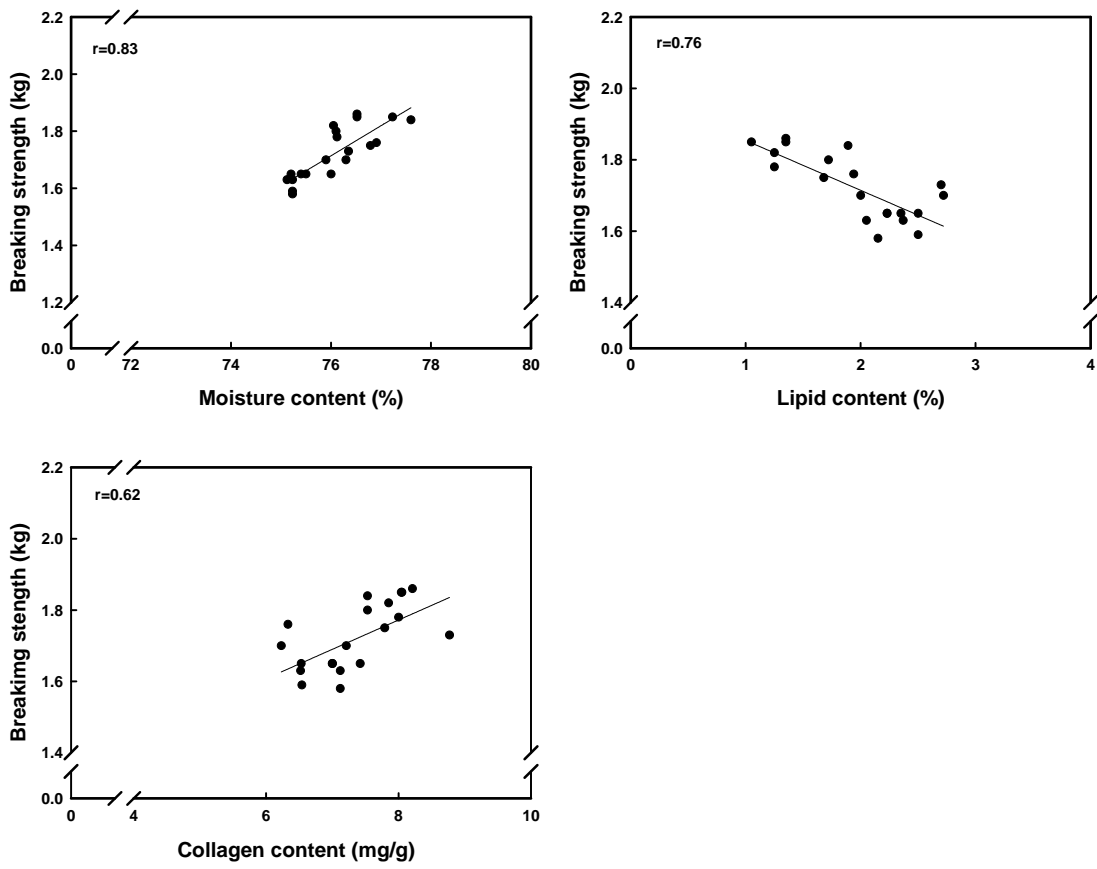 2.2
r=0.83
2.0
1.8
1.6
1.4
1.2
0.0
0 72 74 76 78 80
Breaking strength (kg)
Moisture content (%)
2.2
r=0.76
2.0
1.8
1.6
1.4
0.0
0 1 2 3 4
Breaking strength (kg)
Lipid content (%)
2.2
r=0.62
2.0
1.8
1.6
1.4
0.0
0 4 6 8 10
Breakimg stength (kg)
Collagen content (mg/g)